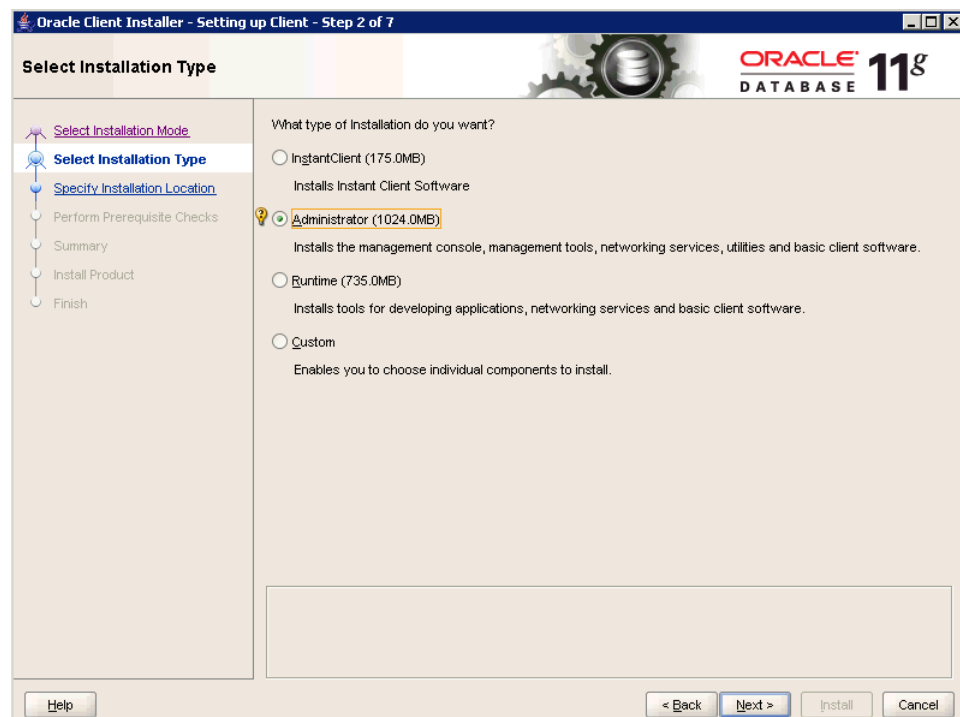 Oracle Client Installer - Setting up Client - Step 2 of 7
Select Installation Type
ORACLE
DATABASE
11g
Select Installation Mode
Select Installation Type
Specify Installation Location
Perform Prerequisite Checks
Summary
Install Product
Finish
What type of Installation do you want?
InstantClient (175.0MB)
Installs Instant Client Software
Administrator (1024.0MB)
Installs the management console, management tools, networking services, utilities and basic client software.
Runtime (735.0MB)
Installs tools for developing applications, networking services and basic client software.
Custom
Enables you to choose individual components to install.
Help
< Back
Next >
Install
Cancel